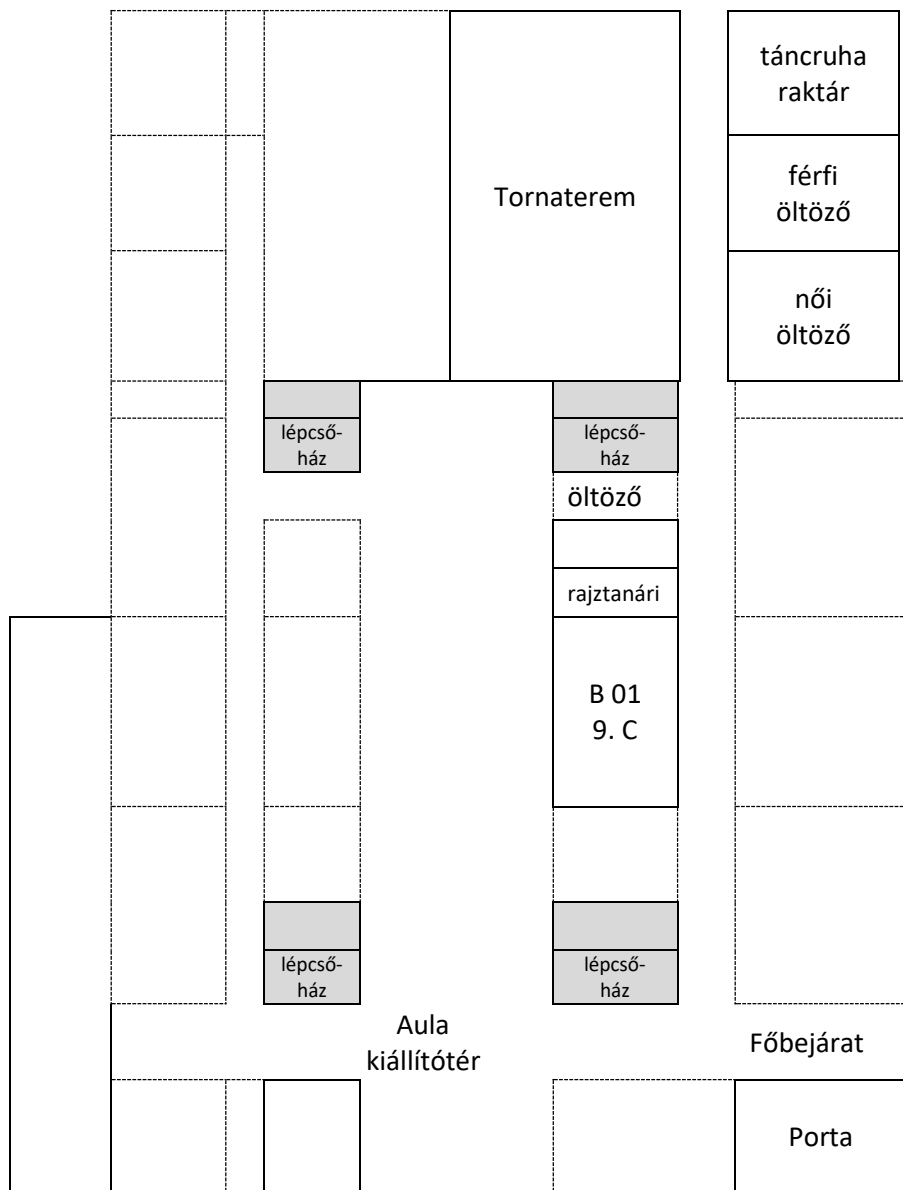 táncruha
raktár
Tornaterem
férfi
öltöző
női
öltöző
lépcső-
ház
lépcső-
ház
öltöző
rajztanári
B 01
9. C
lépcső-
ház
lépcső-
ház
Aula
kiállítótér
Főbejárat
Porta